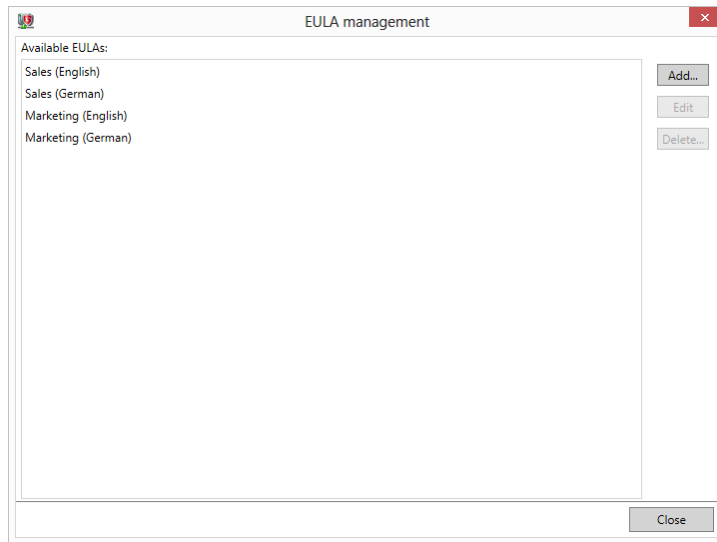 EULA management
Available EULAs:
Sales (English)
Sales (German)
Marketing (English)
Marketing (German)
Add...
Edit
Delete...
Close